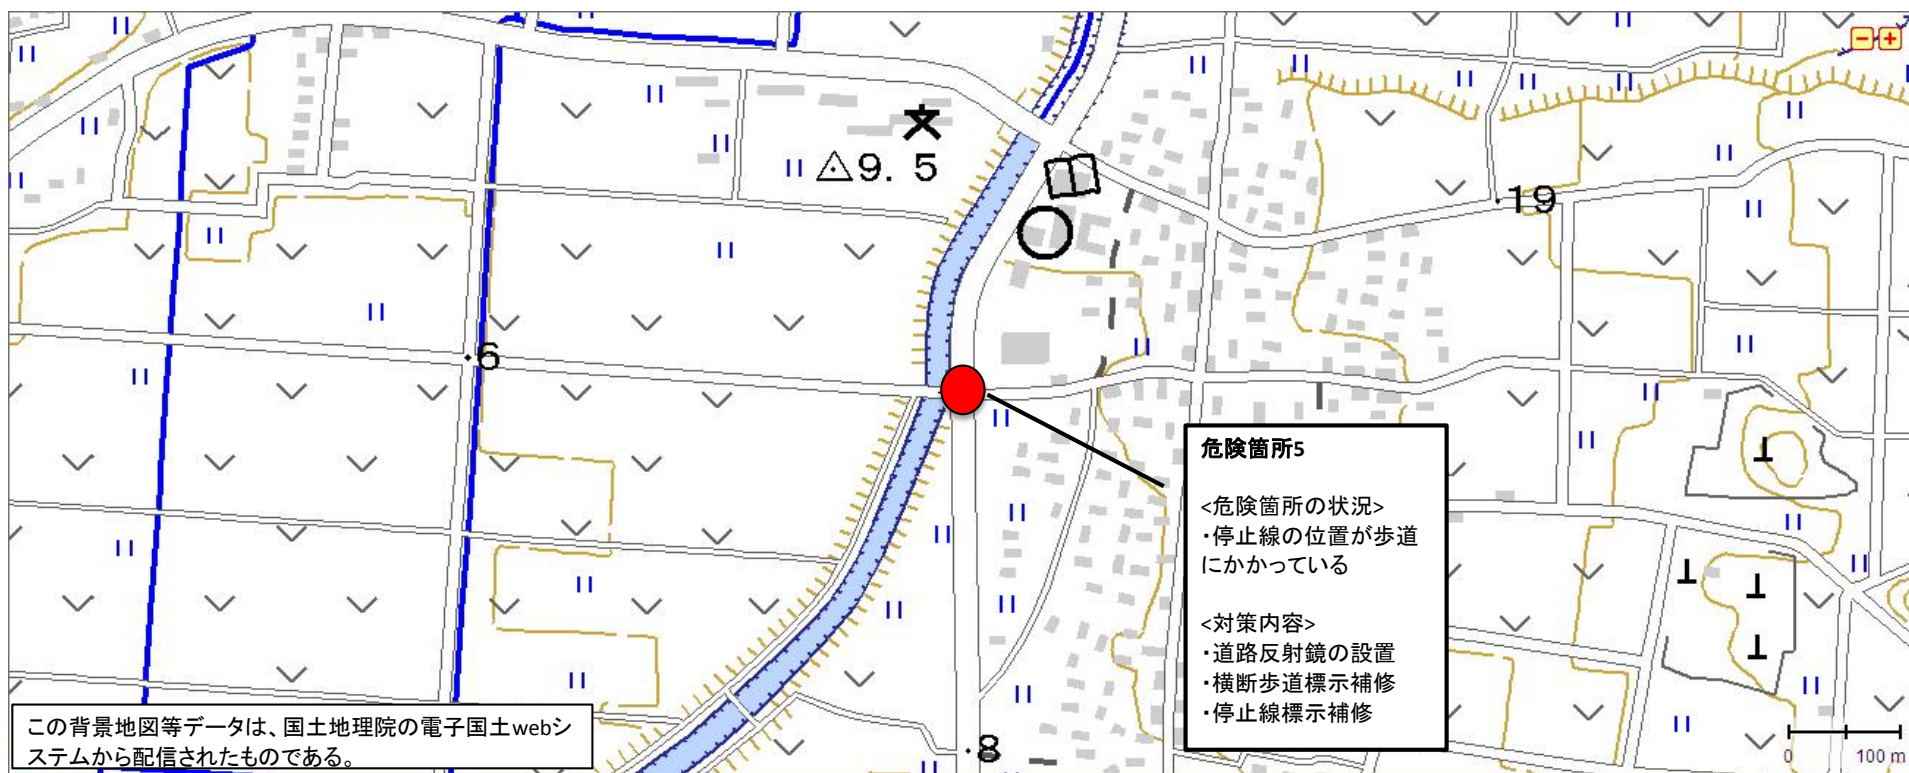 9.5
19
6
危険箇所5
<危険箇所の状況>
・停止線の位置が歩道
にかかっている
<対策内容>
・道路反射鏡の設置
・横断歩道標示補修
・停止線標示補修
この背景地図等データは、国土地理院の電子国土webシ
ステムから配信されたものである。
8
0 100 m